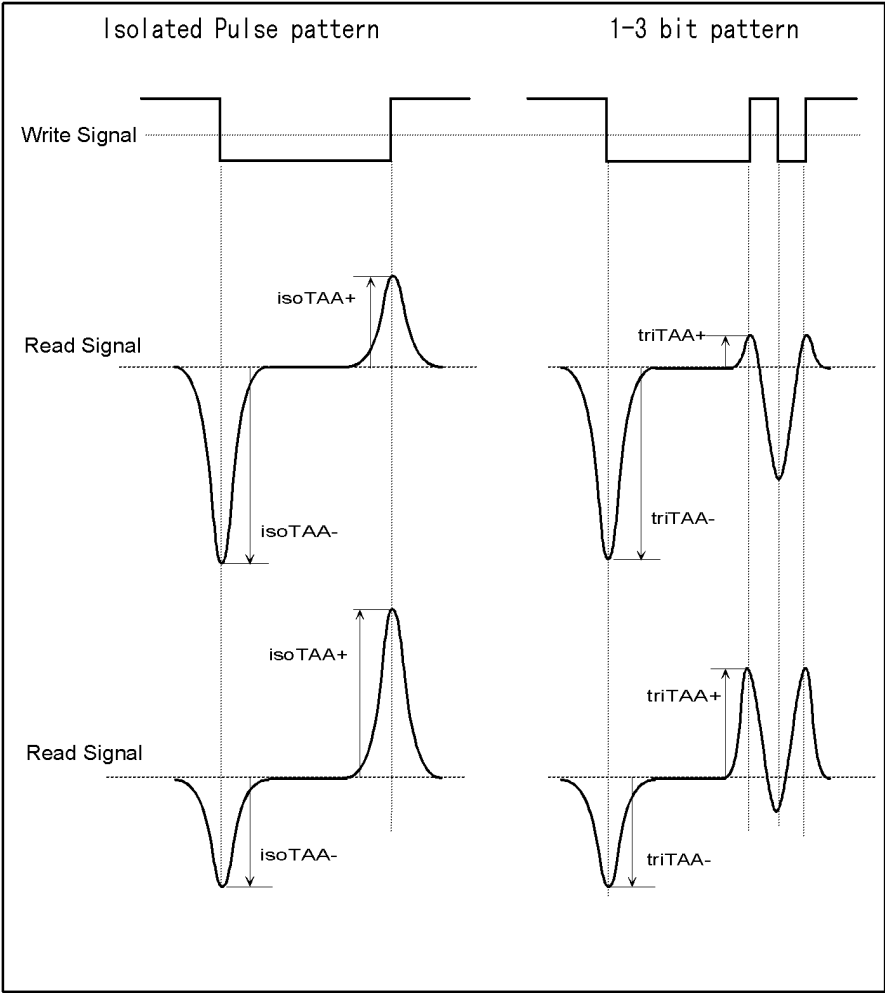 Isolated Pulse pattern
1-3 bit pattern
Write Signal
isoTAA+
triTAA+
Read Signal
isoTAA-
triTAA-
isoTAA+
triTAA+
Read Signal
isoTAA-
triTAA-